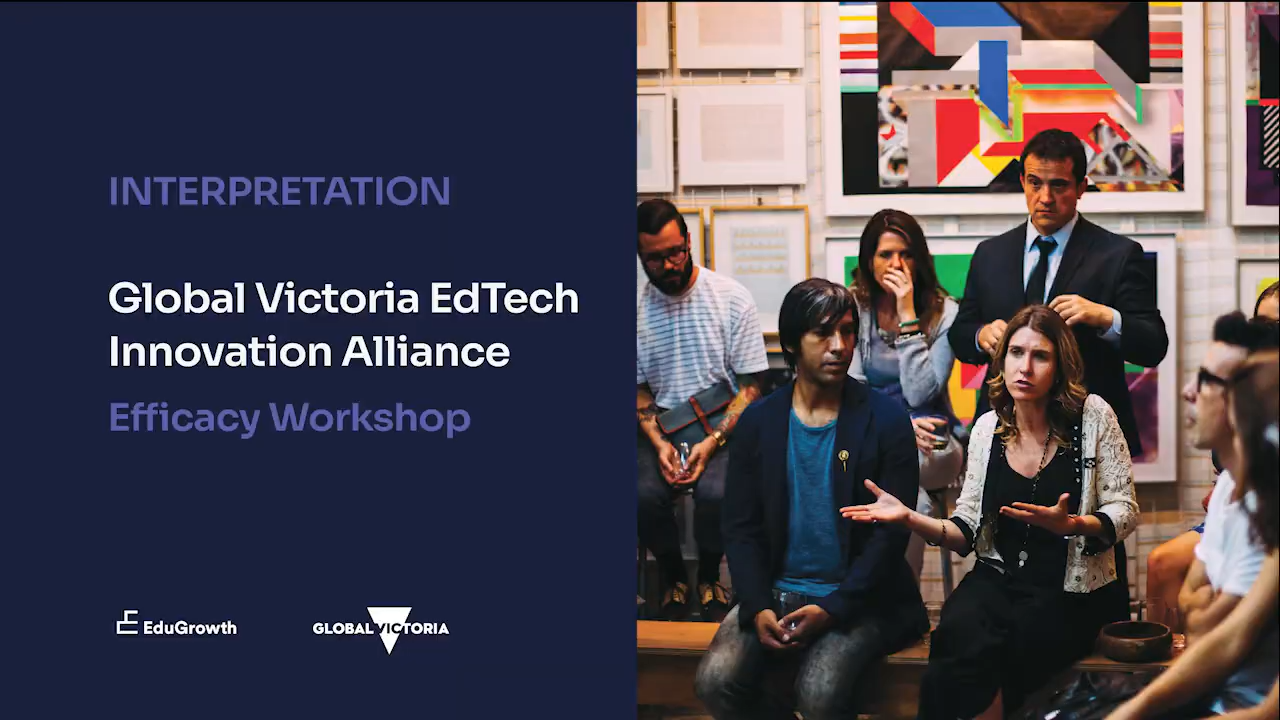 INTERPRETATION
Global Victoria EdTech
Innovation Alliance
Efficacy Workshop
EduGrowth
GLOBAL VICTORIA